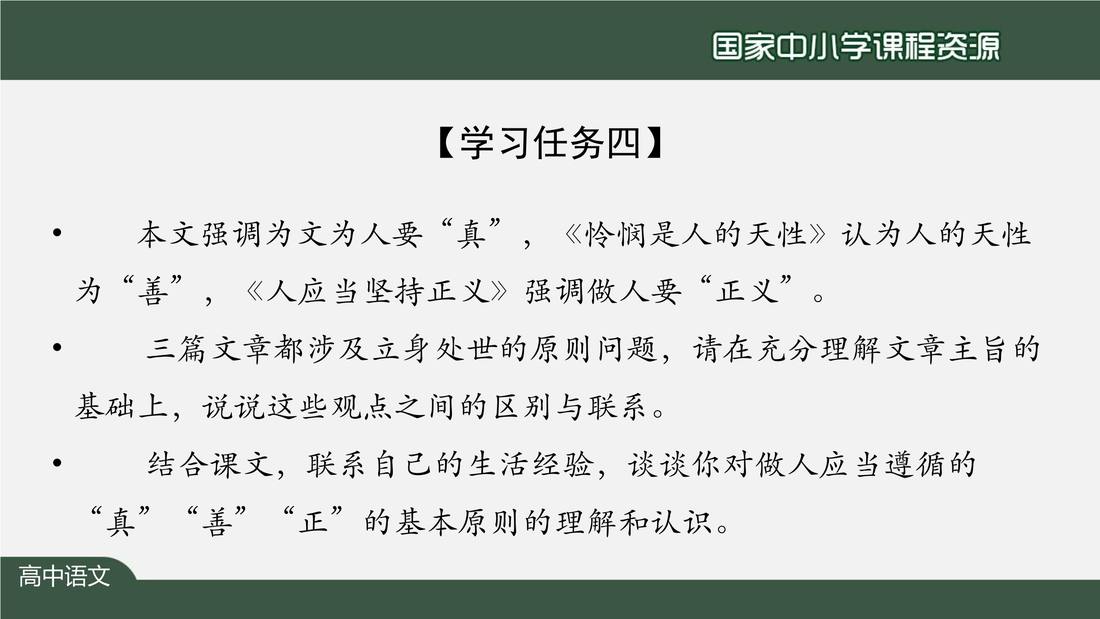 国家中小学课程资源
【学习任务四】
• 本文强调为文为人要“真”，《怜悯是人的天性》认为人的天性
为“善”，《人应当坚持正义》强调做人要“正义”。
• 三篇文章都涉及立身处世的原则问题，请在充分理解文章主旨的
基础上，说说这些观点之间的区别与联系。
• 结合课文，联系自己的生活经验，谈谈你对做人应当遵循的
“真”“善”“正”的基本原则的理解和认识。
高中语文